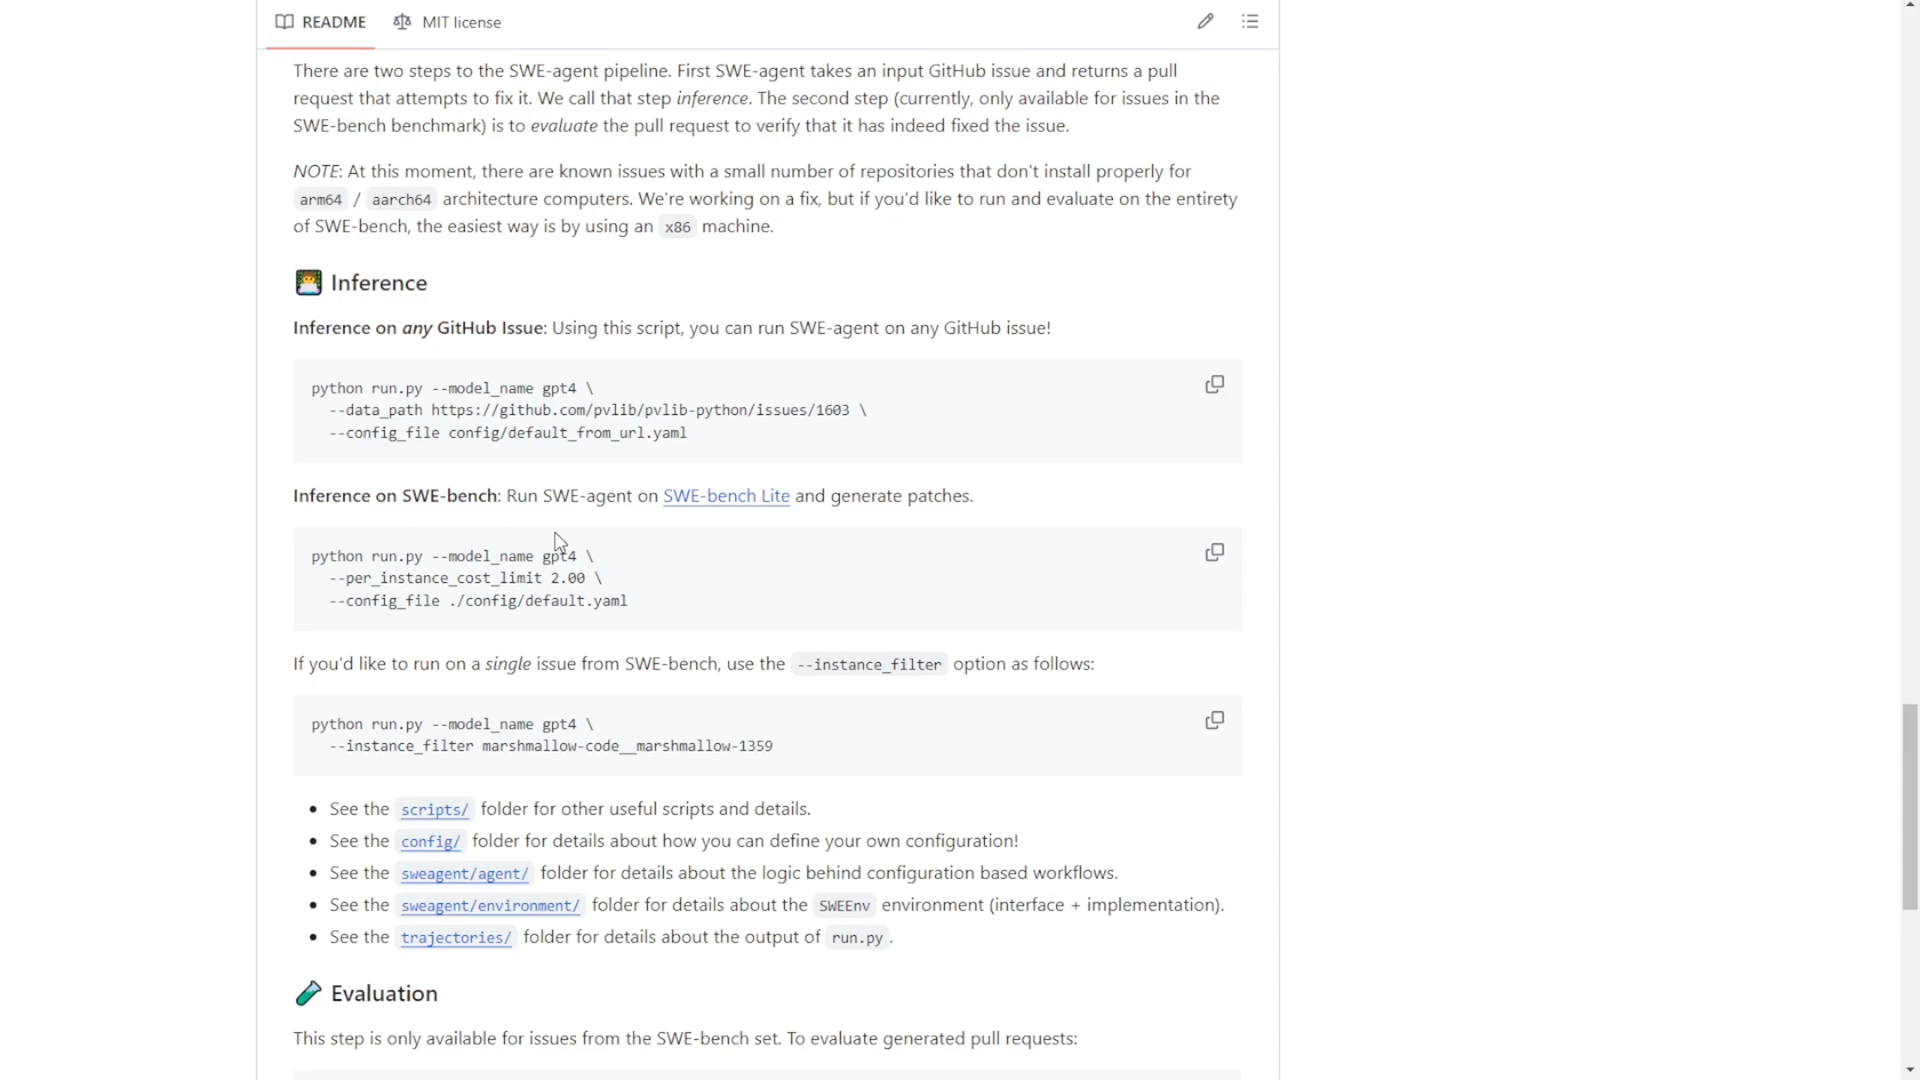 README MIT license
There are two steps to the SWE-agent pipeline. First SWE-agent takes an input GitHub issue and returns a pull
request that attempts to fix it. We call that step inference. The second step (currently, only available for issues in the
SWE-bench benchmark) is to evaluate the pull request to verify that it has indeed fixed the issue.
NOTE: At this moment, there are known issues with a small number of repositories that don't install properly for
arm64 / aarch64 architecture computers. We're working on a fix, but if you'd like to run and evaluate on the entirety
of SWE-bench, the easiest way is by using an x86 machine.
Inference
Inference on any GitHub Issue: Using this script, you can run SWE-agent on any GitHub issue!
python run.py --model_name gpt4 \
--data_path https://github.com/pvlib/pvlib-python/issues/1603 \
--config_file config/default_from_url.yaml
Inference on SWE-bench: Run SWE-agent on SWE-bench Lite and generate patches.
python run.py --model_name gpt4 \
--per_instance_cost_limit 2.00 \
--config_file ./config/default.yaml
If you'd like to run on a single issue from SWE-bench, use the --instance_filter option as follows:
python run.py --model_name gpt4 \
--instance_filter marshmallow-code__marshmallow-1359
• See the scripts/ folder for other useful scripts and details.
• See the config/ folder for details about how you can define your own configuration!
• See the sweagent/agent/ folder for details about the logic behind configuration based workflows.
• See the sweagent/environment/ folder for details about the SWEEnv environment (interface + implementation).
• See the trajectories/ folder for details about the output of run.py.
Evaluation
This step is only available for issues from the SWE-bench set. To evaluate generated pull requests: